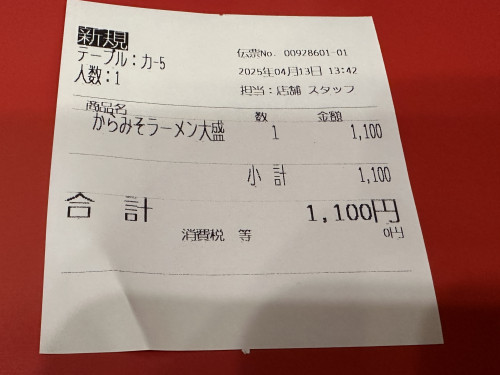 新規
伝票No. 00928601-01
テーブル：カ-5
2025年04月13日 13:42
人数：1
担当：店舗 スタッフ
商品名 数 金額
からみそラーメン大盛 1 1,100
小 計 1,100
合 計 1,100円
消費税 等 0円